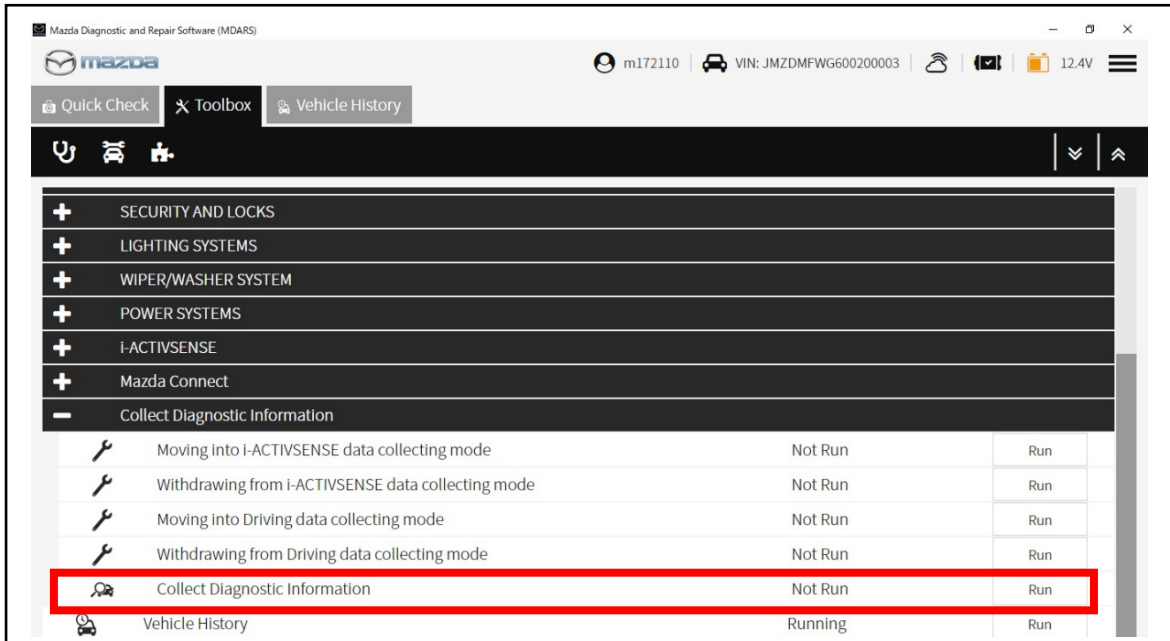 Mazda Diagnostic and Repair Software (MDARS)
mazda m172110 VIN: JMZDMFWG600200003 12.4V
Quick Check Toolbox Vehicle History
SECURITY AND LOCKS
LIGHTING SYSTEMS
WIPER/WASHER SYSTEM
POWER SYSTEMS
i-ACTIVSENSE
Mazda Connect
Collect Diagnostic Information
Moving into i-ACTIVSENSE data collecting mode Not Run Run
Withdrawing from i-ACTIVSENSE data collecting mode Not Run Run
Moving into Driving data collecting mode Not Run Run
Withdrawing from Driving data collecting mode Not Run Run
Collect Diagnostic Information Not Run Run
Vehicle History Running Run